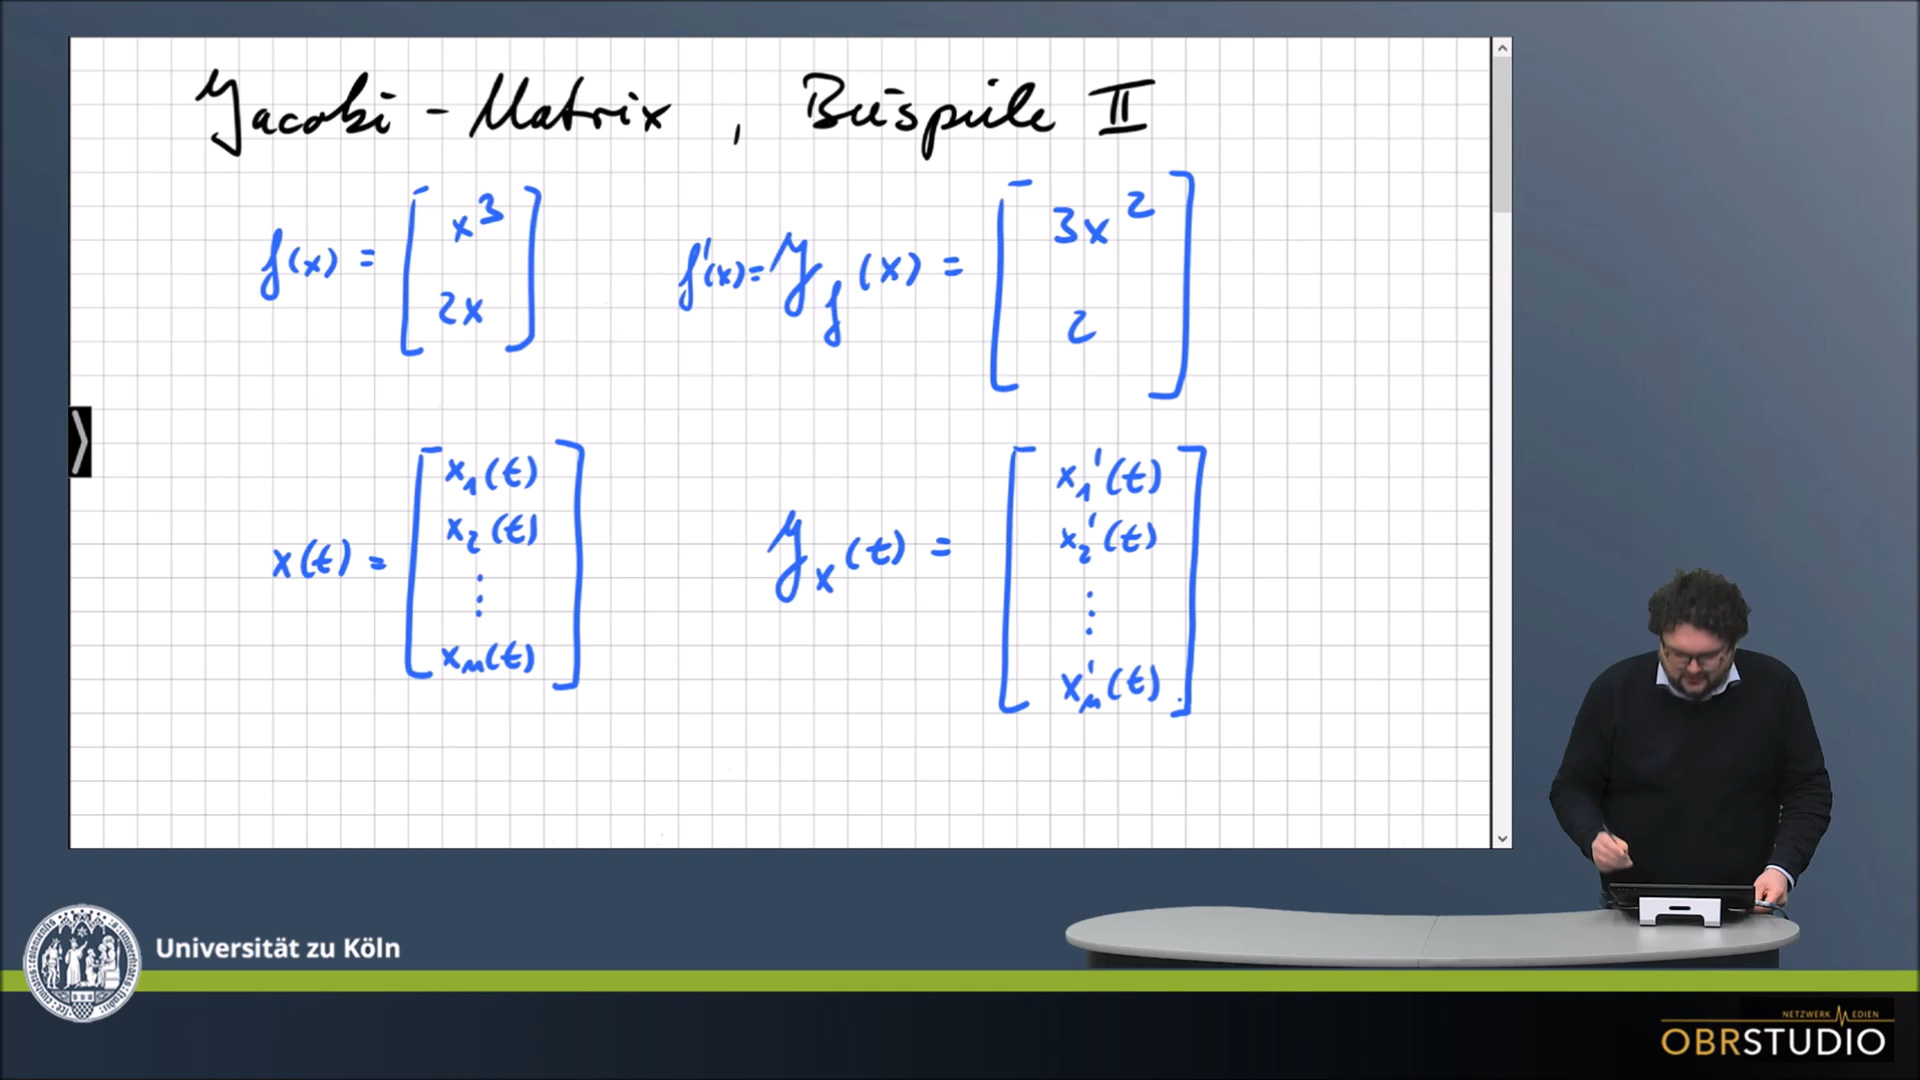 Jacobi-Matrix, Beispiele II
f(x) = [ x³
2x ]
f'(x) = J_f (x) = [ 3x²
2 ]
x(t) = [ x₁(t)
x₂(t)
⋮
xₙ(t) ]
J_x (t) = [ x₁'(t)
x₂'(t)
⋮
xₙ'(t) ]
Universität zu Köln
NETZWERK MEDIEN
OBRSTUDIO